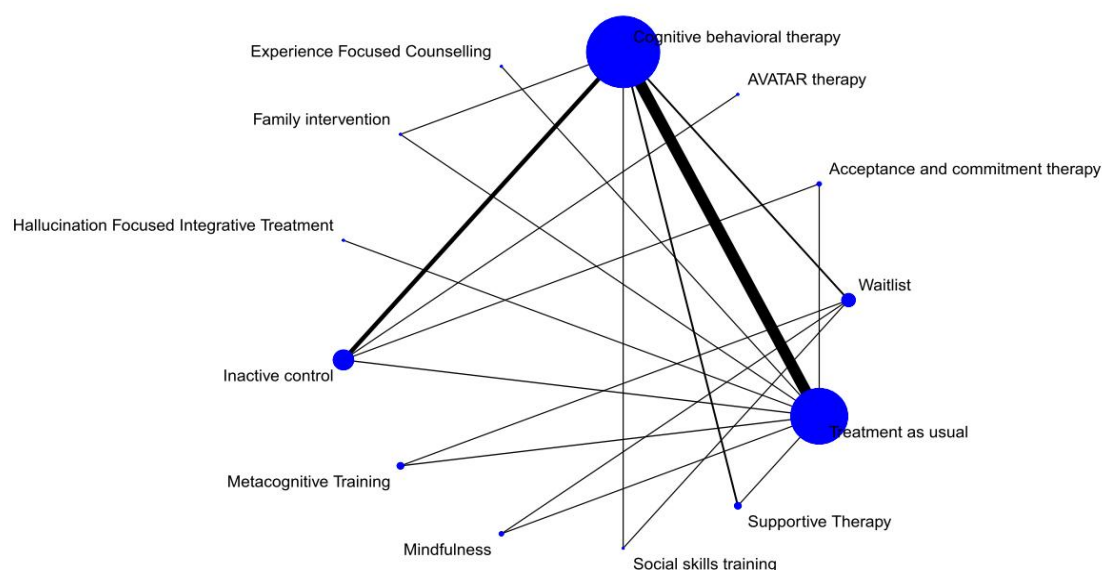 Cognitive behavioral therapy
Experience Focused Counselling
AVATAR therapy
Family intervention
Acceptance and commitment therapy
Hallucination Focused Integrative Treatment
Waitlist
Inactive control
Treatment as usual
Metacognitive Training
Supportive Therapy
Mindfulness
Social skills training